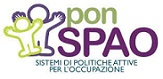 pon
SPAO
SISTEMI DI POLITICHE ATTIVE
PER L'OCCUPAZIONE